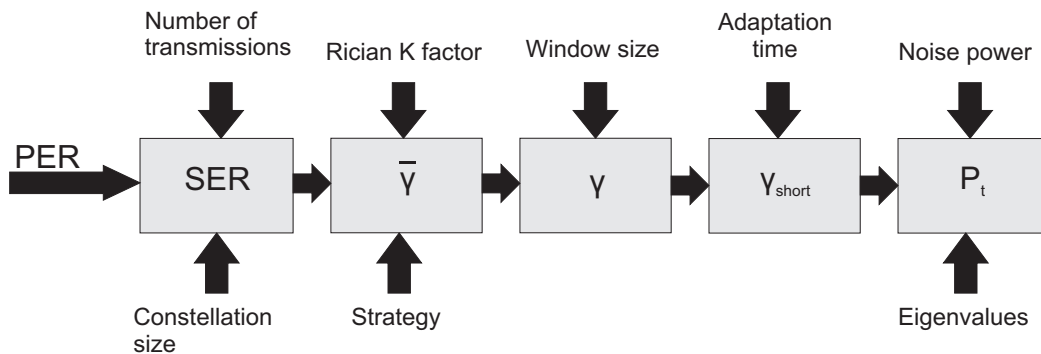 Number of
transmissions
Rician K factor
Window size
Adaptation
time
Noise power
PER
SER
γ̅
γ
γshort
Pt
Constellation
size
Strategy
Eigenvalues